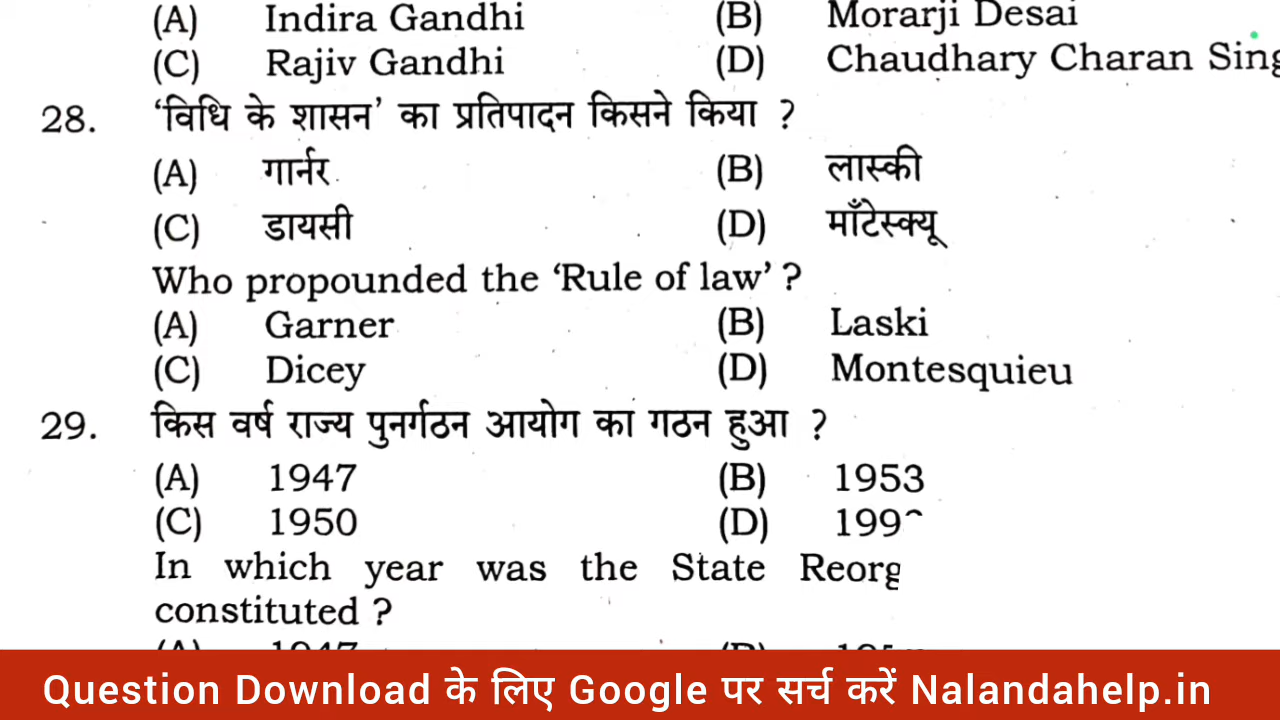 (A) Indira Gandhi (B) Morarji Desai
(C) Rajiv Gandhi (D) Chaudhary Charan
28. ‘विधि के शासन’ का प्रतिपादन किसने किया ?
(A) गार्नर (B) लास्की
(C) डायसी (D) माँटेस्क्यू
Who propounded the ‘Rule of law’ ?
(A) Garner (B) Laski
(C) Dicey (D) Montesquieu
29. किस वर्ष राज्य पुनर्गठन आयोग का गठन हुआ ?
(A) 1947 (B) 1953
(C) 1950 (D)
In which year was the State
constituted ?
(A) 1947 (B)
Question Download के लिए Google पर सर्च करें Nalandahelp.in